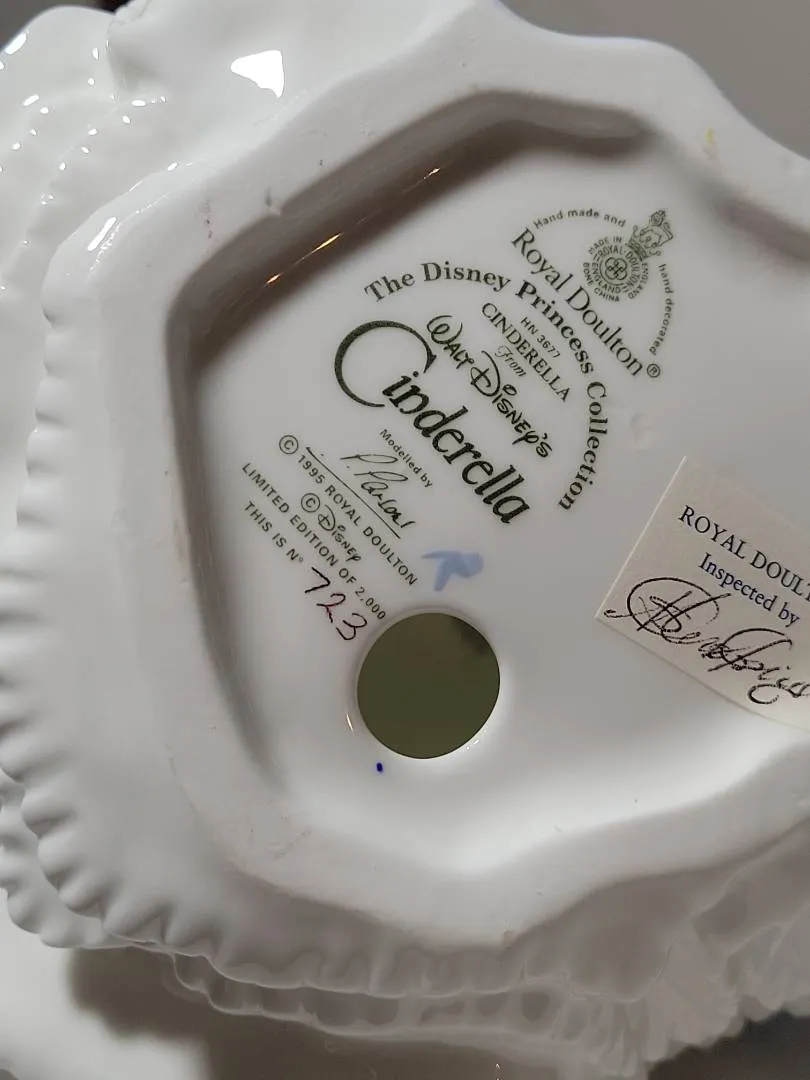 Hand made and hand decorated
MADE IN ENGLAND
ROYAL DOULTON
ENGLAND
BONE CHINA
Royal Doulton ®
The Disney Princess Collection
HN 3677
CINDERELLA
From
WALT DISNEY'S
Cinderella
Modelled by
© 1995 ROYAL DOULTON
© DISNEY
LIMITED EDITION OF 2,000
THIS IS Nº 723
ROYAL DOULT
Inspected by